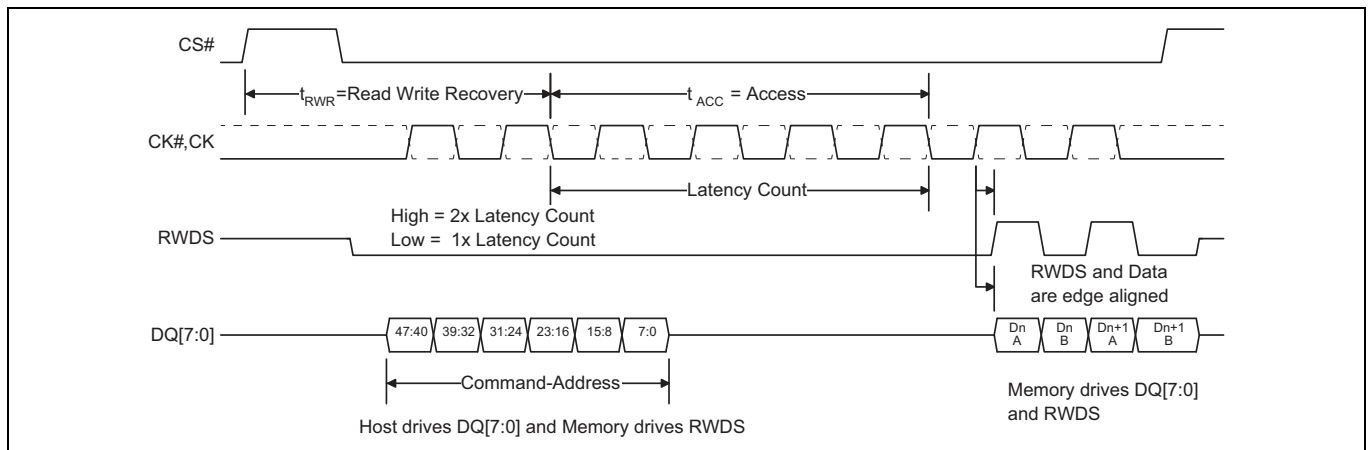 CS#
tRWR=Read Write Recovery
tACC = Access
CK#,CK
Latency Count
High = 2x Latency Count
Low = 1x Latency Count
RWDS
RWDS and Data
are edge aligned
DQ[7:0]
47:40 39:32 31:24 23:16 15:8 7:0
Dn Dn Dn+1 Dn+1
A B A B
Command-Address
Memory drives DQ[7:0]
and RWDS
Host drives DQ[7:0] and Memory drives RWDS